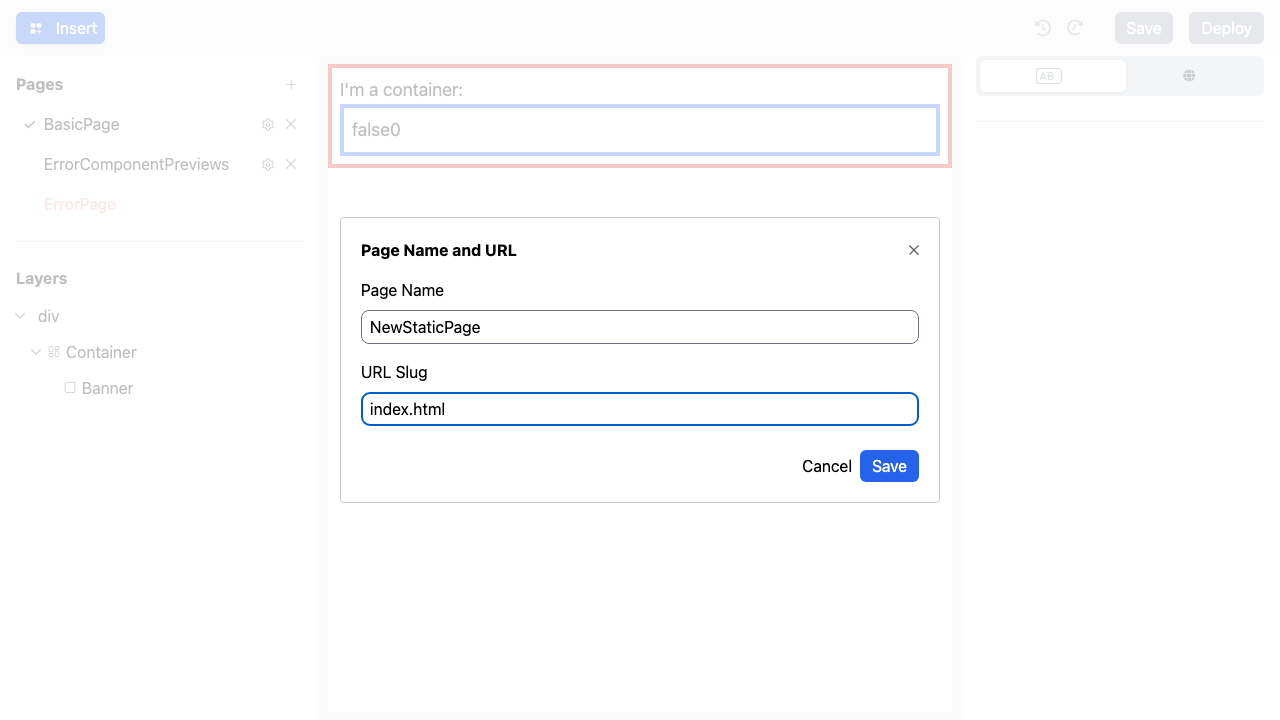 Insert
Save
Deploy
Pages
BasicPage
ErrorComponentPreviews
ErrorPage
Layers
div
Container
Banner
I'm a container:
false0
AB
Page Name and URL
Page Name
NewStaticPage
URL Slug
index.html
Cancel
Save